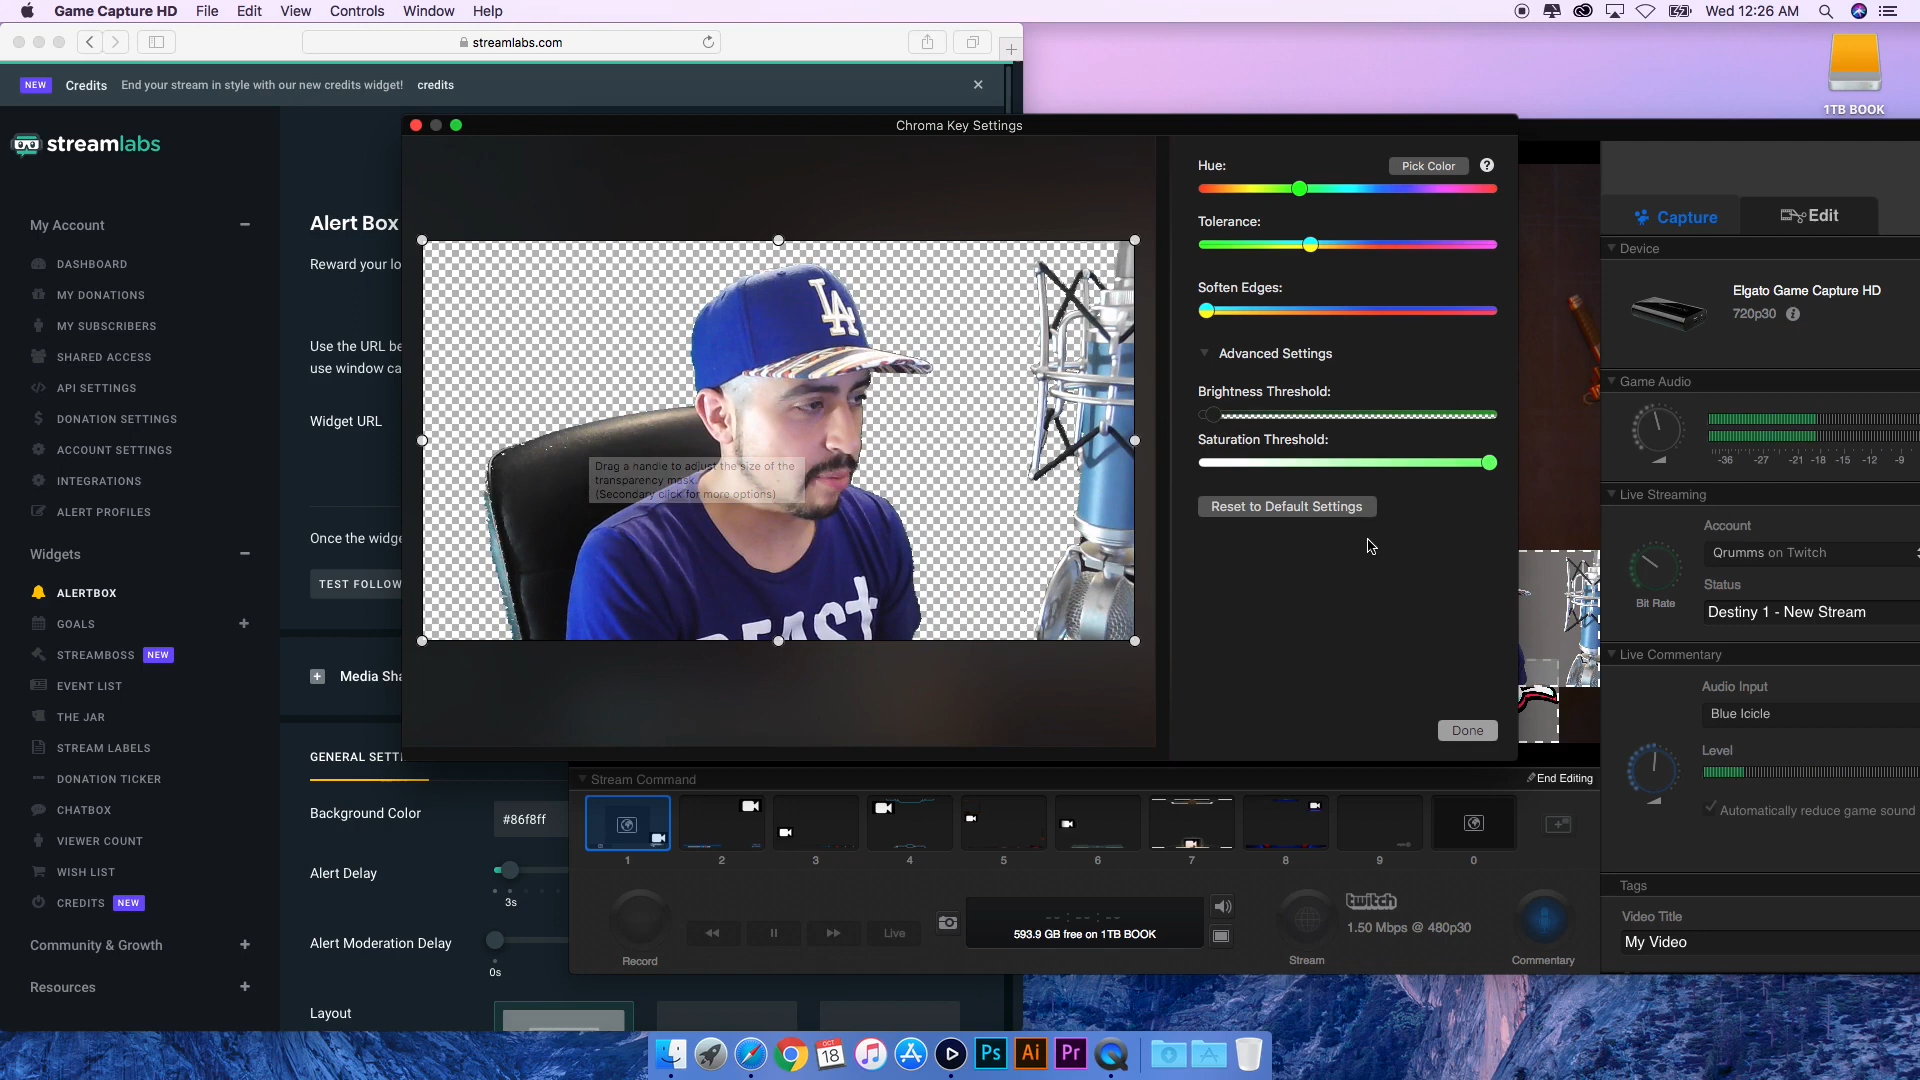 Game Capture HD File Edit View Controls Window Help Wed 12:26 AM
streamlabs.com
NEW Credits End your stream in style with our new credits widget! credits
1TB BOOK
streamlabs
My Account
DASHBOARD
MY DONATIONS
MY SUBSCRIBERS
SHARED ACCESS
API SETTINGS
DONATION SETTINGS
ACCOUNT SETTINGS
INTEGRATIONS
ALERT PROFILES
Widgets
ALERTBOX
GOALS
STREAMBOSS NEW
EVENT LIST
THE JAR
STREAM LABELS
DONATION TICKER
CHATBOX
VIEWER COUNT
WISH LIST
CREDITS NEW
Community & Growth
Resources
Alert Box
Reward your lo
Use the URL be
use window ca
Widget URL
Once the widge
TEST FOLLOW
Media Sha
GENERAL SETT
Background Color #86f8ff
Alert Delay
3s
Alert Moderation Delay
0s
Layout
Chroma Key Settings
LA
Drag a handle to adjust the size of the
transparency mask.
(Secondary click for more options)
BEAST
Hue: Pick Color ?
Tolerance:
Soften Edges:
Advanced Settings
Brightness Threshold:
Saturation Threshold:
Reset to Default Settings
Done
Capture Edit
Device
Elgato Game Capture HD
720p30
Game Audio
-36 -27 -21 -18 -15 -12 -9
Live Streaming
Account
Qrumms on Twitch
Status
Bit Rate
Destiny 1 - New Stream
Live Commentary
Audio Input
Blue Icicle
Level
Automatically reduce game sound
Tags
Video Title
My Video
Stream Command End Editing
1 2 3 4 5 6 7 8 9 0
Live
--:--:--
593.9 GB free on 1TB BOOK
twitch
1.50 Mbps @ 480p30
Record Stream Commentary
OCT
18
Ps Ai Pr